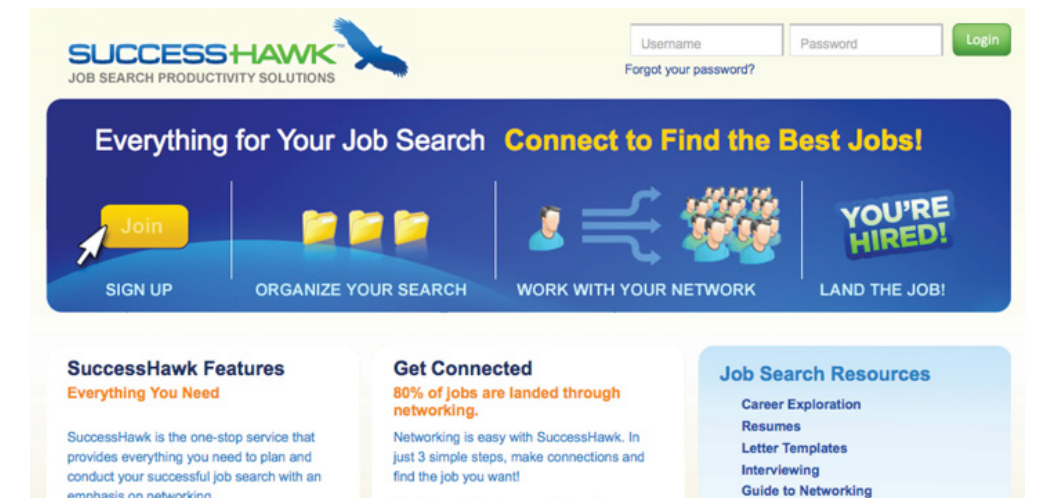 SUCCESSHAWK™
JOB SEARCH PRODUCTIVITY SOLUTIONS
Username
Password
Login
Forgot your password?
Everything for Your Job Search Connect to Find the Best Jobs!
Join
YOU'RE
HIRED!
SIGN UP
ORGANIZE YOUR SEARCH
WORK WITH YOUR NETWORK
LAND THE JOB!
SuccessHawk Features
Everything You Need
SuccessHawk is the one-stop service that
provides everything you need to plan and
conduct your successful job search with an
emphasis on networking
Get Connected
80% of jobs are landed through
networking.
Networking is easy with SuccessHawk. In
just 3 simple steps, make connections and
find the job you want!
Job Search Resources
Career Exploration
Resumes
Letter Templates
Interviewing
Guide to Networking